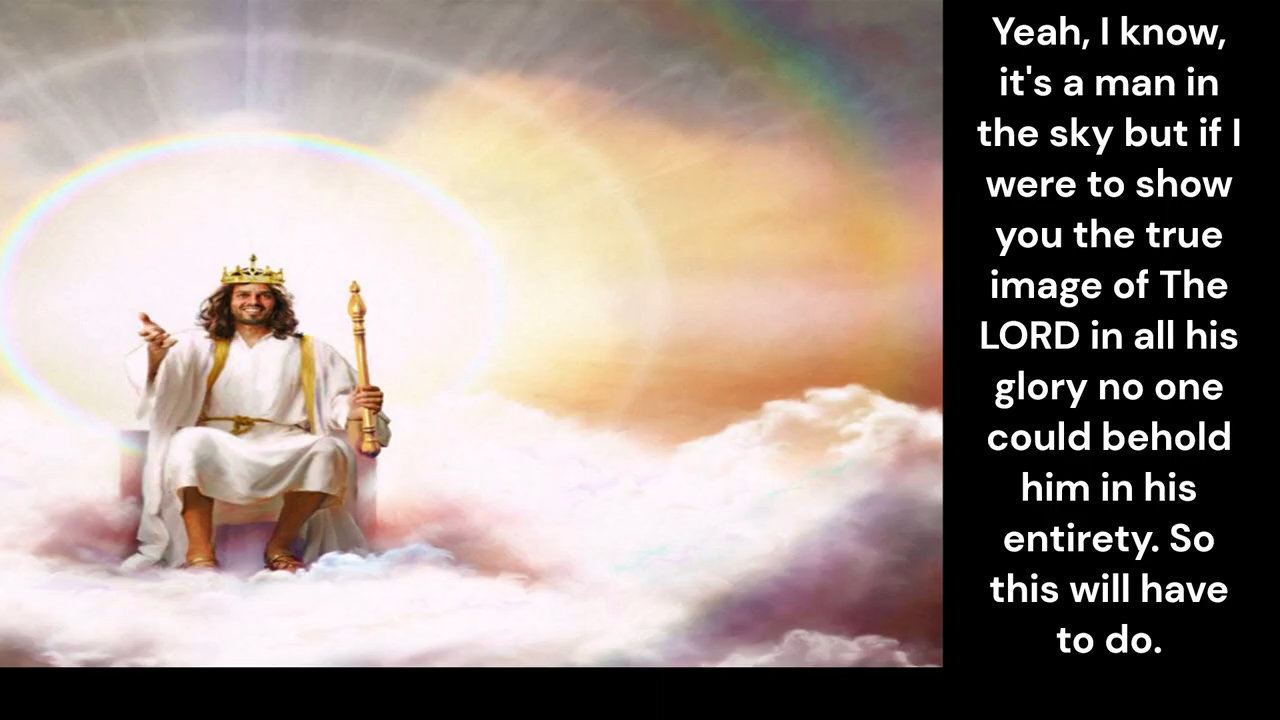 Yeah, I know,
it's a man in
the sky but if I
were to show
you the true
image of The
LORD in all his
glory no one
could behold
him in his
entirety. So
this will have
to do.